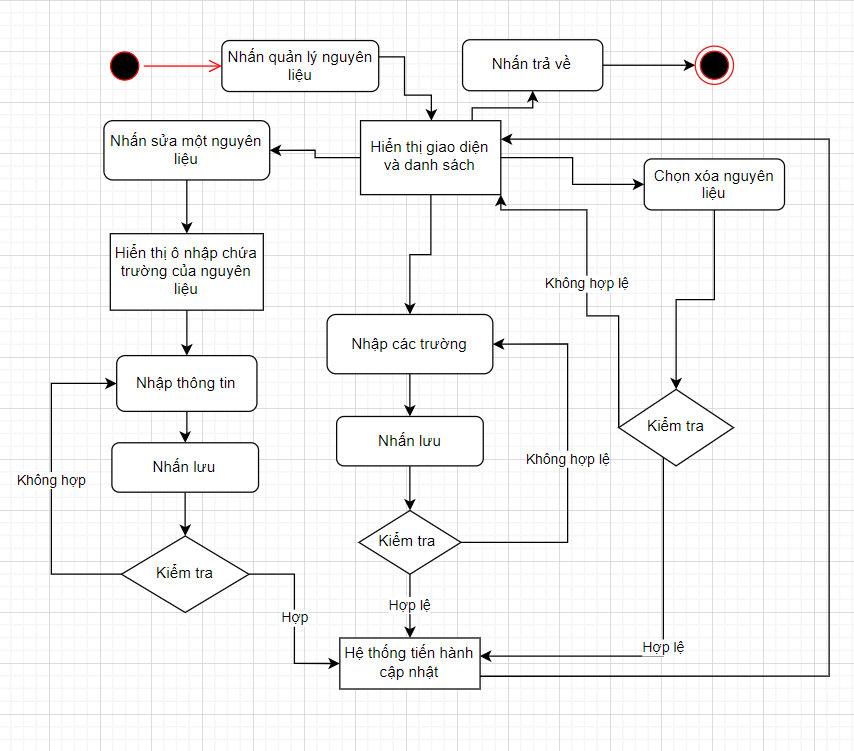 Nhấn quản lý nguyên
liệu
Nhấn trả về
Nhấn sửa một nguyên
liệu
Hiển thị giao diện
và danh sách
Chọn xóa nguyên
liệu
Hiển thị ô nhập chứa
trường của nguyên
liệu
Không hợp lệ
Nhập các trường
Nhập thông tin
Kiểm tra
Nhấn lưu
Nhấn lưu
Không hợp lệ
Không hợp
Kiểm tra
Kiểm tra
Hợp lệ
Hợp
Hợp lệ
Hệ thống tiến hành
cập nhật